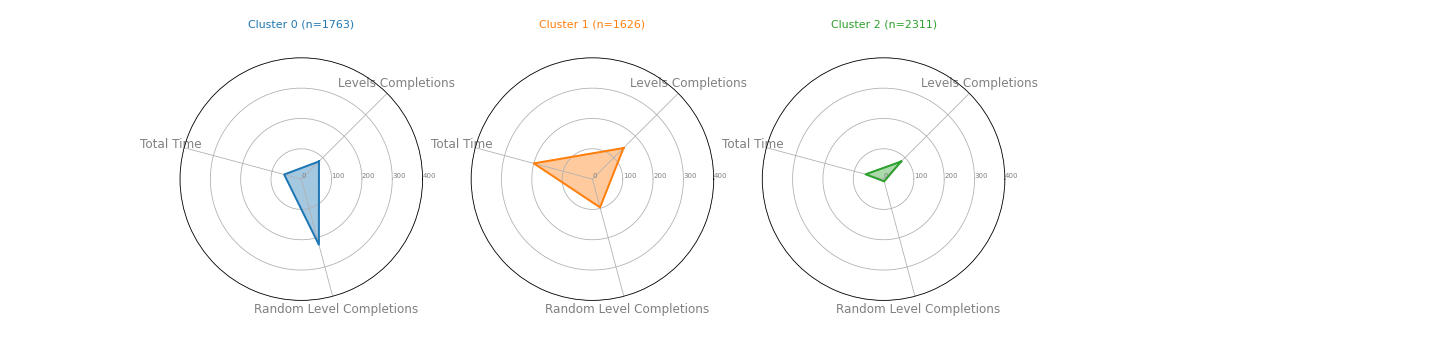 Cluster 0 (n=1763)
Levels Completions
Total Time
0 100 200 300 400
Random Level Completions
Cluster 1 (n=1626)
Levels Completions
Total Time
0 100 200 300 400
Random Level Completions
Cluster 2 (n=2311)
Levels Completions
Total Time
0 100 200 300 400
Random Level Completions